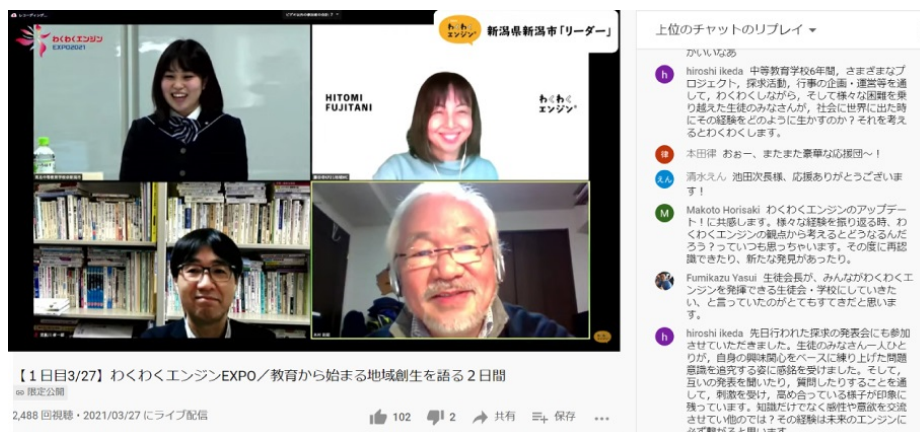 レコーディング...
わくわくエンジン
EXPO2021
わくわく
エンジン
新潟県新潟市「リーダー」
HITOMI
FUJITANI
わくわく
エンジン
【1日目3/27】わくわくエンジンEXPO／教育から始まる地域創生を語る2日間
限定公開
2,488 回視聴・2021/03/27 にライブ配信
102
2
共有
保存
上位のチャットのリプレイ
かいいなあ
hiroshi ikeda 中等教育学校6年間，さまざまなプ
ロジェクト，探求活動，行事の企画・運営等を通
して，わくわくしながら，そして様々な困難を乗
り越えた生徒のみなさんが，社会に世界に出た時
にその経験をどのように生かすのか？それを考え
るとわくわくします。
律
本田律 おぉー、またまた豪華な応援団〜！
えん
清水えん 池田次長様、応援ありがとうございま
す！
M
Makoto Horisaki わくわくエンジンのアップデー
ト！に共感します。様々な経験を振り返る時、わ
くわくエンジンの観点から考えるとどうなるんだ
ろう？っていつも思っちゃいます。その度に再認
識できたり、新たな発見があったり。
Fumikazu Yasui 生徒会長が、みんながわくわくエ
ンジンを発揮できる生徒会・学校にしていきた
い、と言っていたのがとてもすてきだと思いま
す。
h
hiroshi ikeda 先日行われた探求の発表会にも参加
させていただきました。生徒のみなさん一人ひと
りが，自身の興味関心をベースに練り上げた問題
意識を追究する姿に感銘を受けました。そして，
互いの発表を聞いたり，質問したりすることを通
して，刺激を受け，高め合っている様子が印象に
残っています。知識だけでなく感性や意欲を交流
させてい他のでは？その経験は未来のエンジンに
必ず繋がると思います